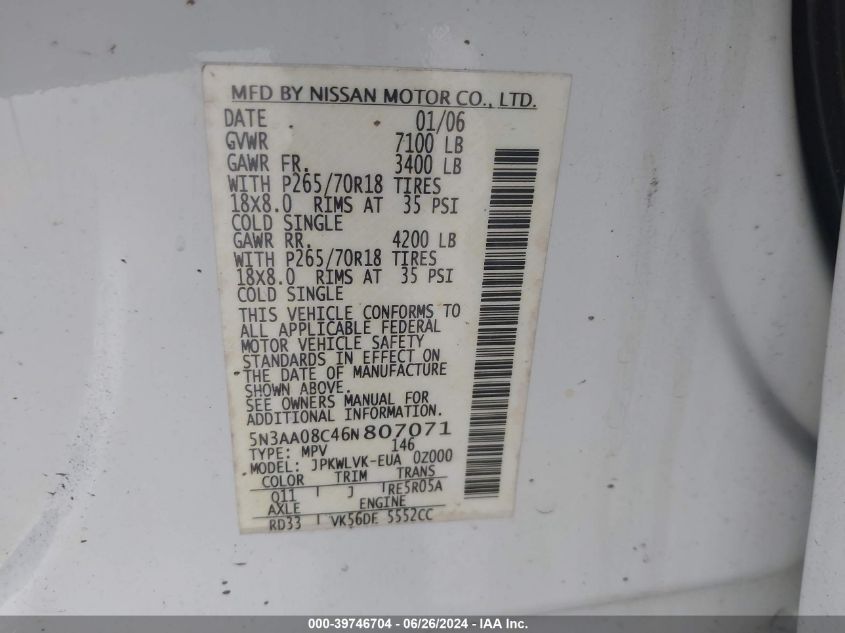 MFD BY NISSAN MOTOR CO., LTD.
DATE 01/06
GVWR 7100 LB
GAWR FR. 3400 LB
WITH P265/70R18 TIRES
18X8.0 RIMS AT 35 PSI
COLD SINGLE
GAWR RR. 4200 LB
WITH P265/70R18 TIRES
18X8.0 RIMS AT 35 PSI
COLD SINGLE
THIS VEHICLE CONFORMS TO
ALL APPLICABLE FEDERAL
MOTOR VEHICLE SAFETY
STANDARDS IN EFFECT ON
THE DATE OF MANUFACTURE
SHOWN ABOVE.
SEE OWNERS MANUAL FOR
ADDITIONAL INFORMATION.
5N3AA08C46N807071
TYPE: MPV 146
MODEL: JPKWLVK-EUA 0Z000
COLOR TRIM TRANS
Q11 J RE5R05A
AXLE ENGINE
RD33 VK56DE 5552CC
000-39746704 - 06/26/2024 - IAA Inc.